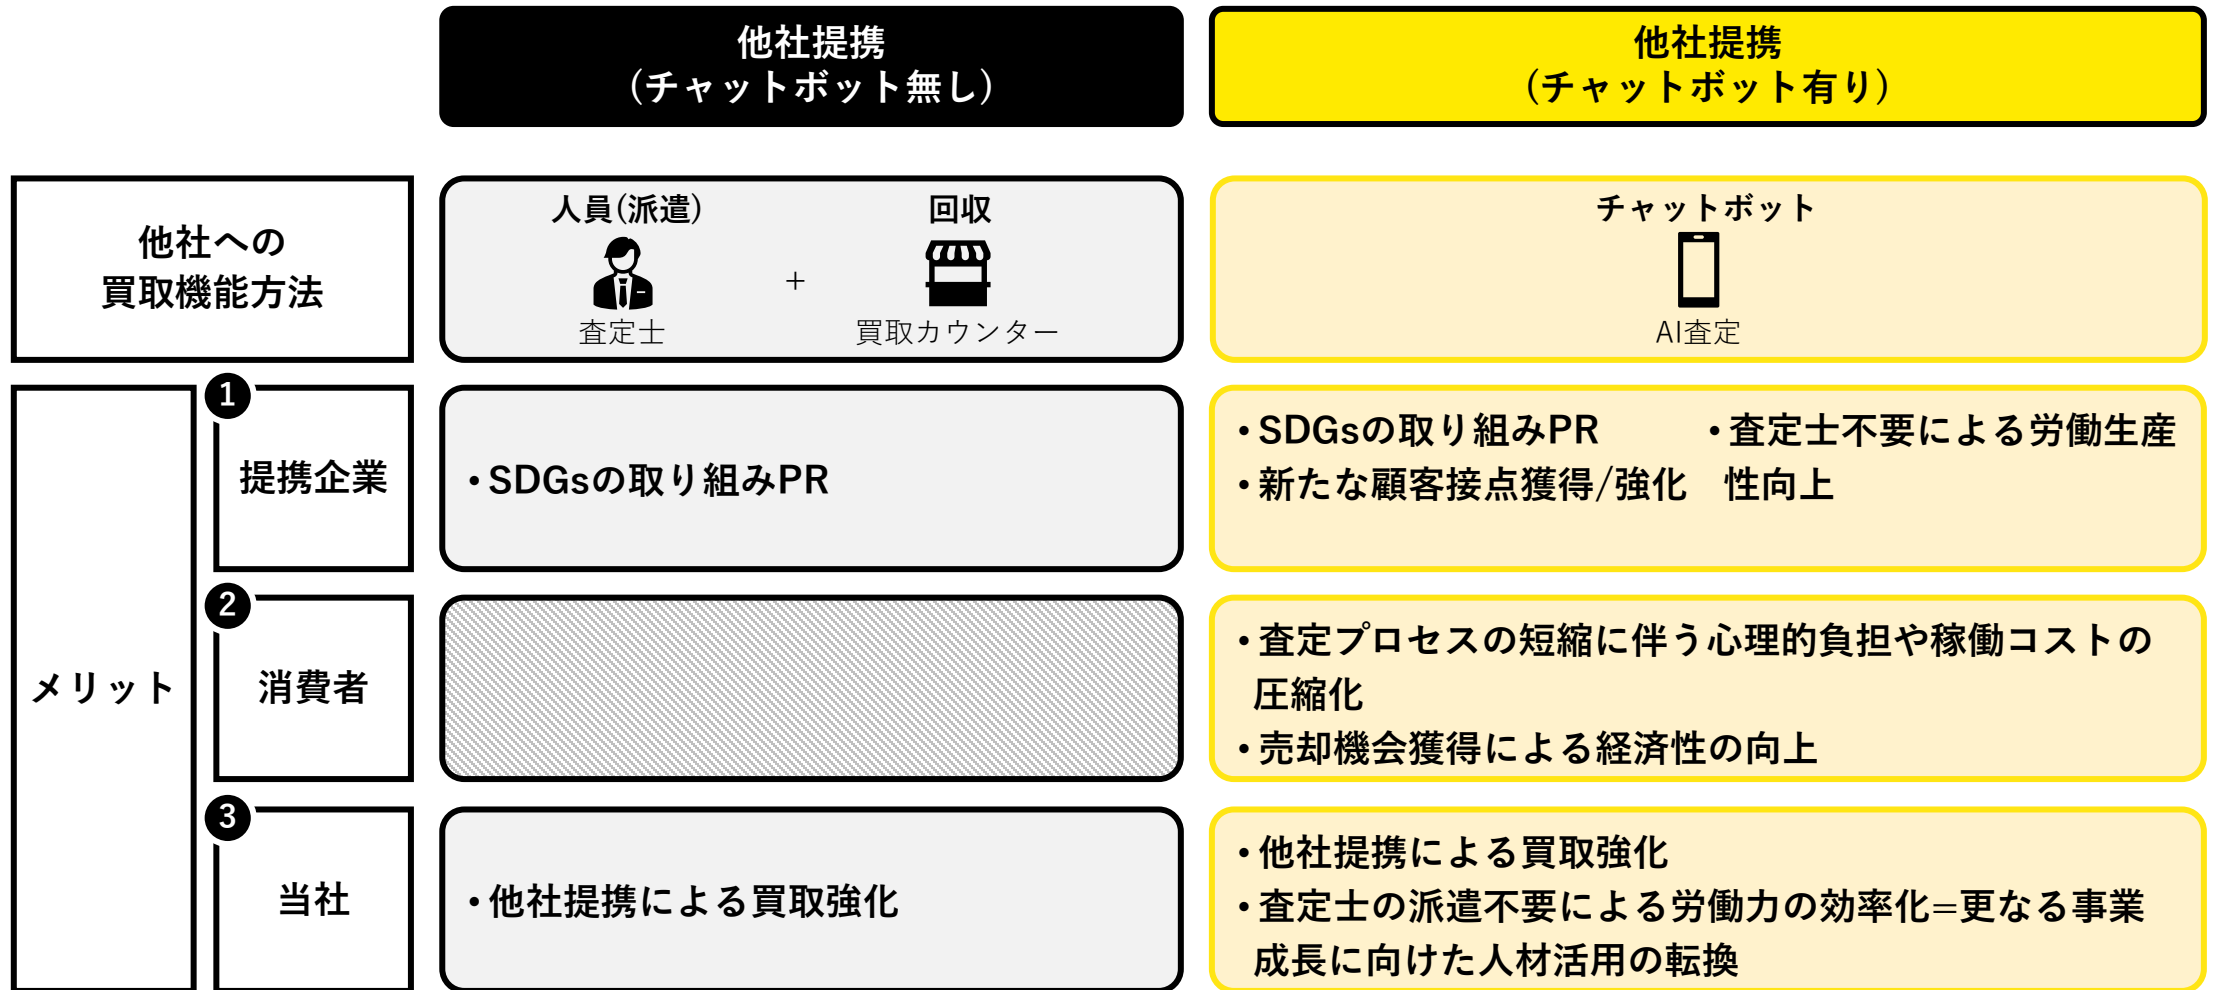 他社提携
(チャットボット無し)
他社提携
(チャットボット有り)
他社への
買取機能方法
人員(派遣)
査定士
+
回収
買取カウンター
チャットボット
AI査定
メリット
1
提携企業
・SDGsの取り組みPR
・SDGsの取り組みPR
・新たな顧客接点獲得/強化
・査定士不要による労働生産
性向上
2
消費者
・査定プロセスの短縮に伴う心理的負担や稼働コストの
圧縮化
・売却機会獲得による経済性の向上
3
当社
・他社提携による買取強化
・他社提携による買取強化
・査定士の派遣不要による労働力の効率化=更なる事業
成長に向けた人材活用の転換